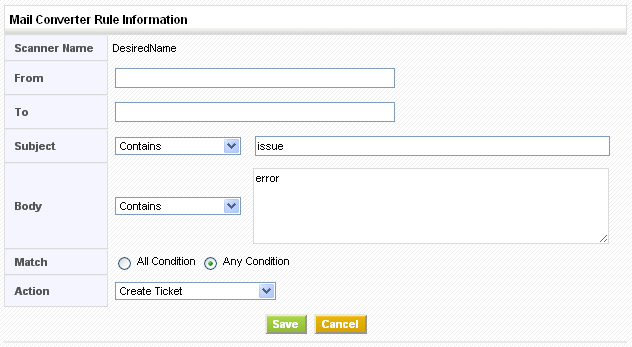 Mail Converter Rule Information
Scanner Name DesiredName
From
To
Subject Contains issue
Body Contains error
Match All Condition Any Condition
Action Create Ticket
Save Cancel